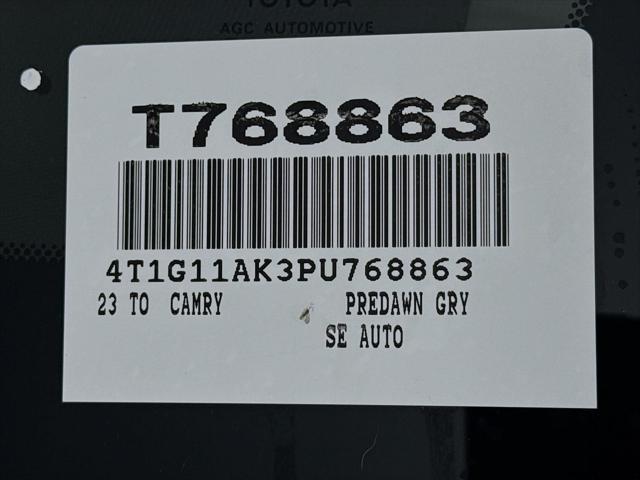 TOYOTA
AGC AUTOMOTIVE
T768863
4T1G11AK3PU768863
23 TO CAMRY PREDAWN GRY
SE AUTO